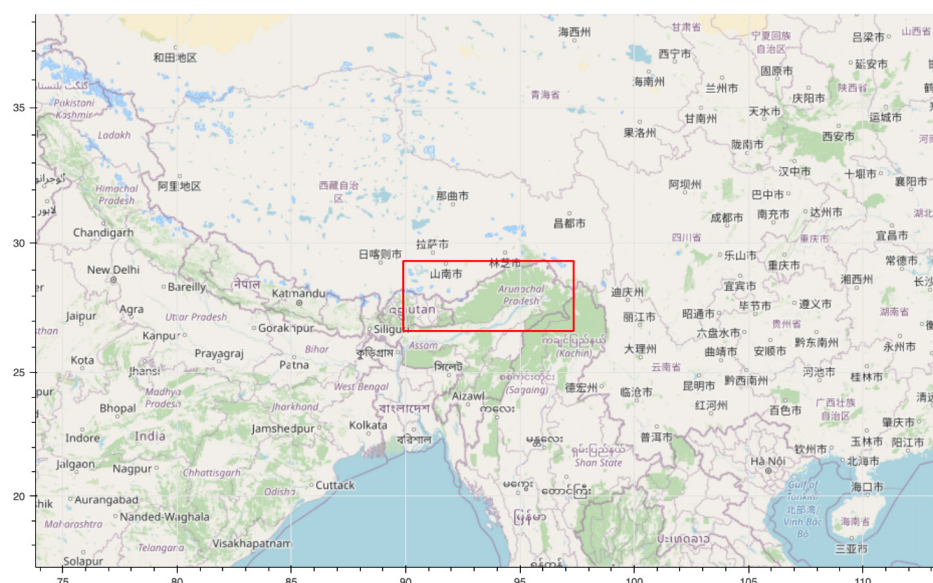 海西州
甘肃省
宁夏回族
自治区
吕梁市
山西省
和田地区
西宁市
固原市
延安市
海南州
兰州市
庆阳市
陕西省
Pakistani
Kashmir
青海省
35
甘南州
天水市
运城市
Ladakh
果洛州
陇南市
西安市
汉中市
十堰市
襄阳市
阿里地区
西藏自治
区
阿坝州
Himachal
Pradesh
那曲市
巴中市
成都市
南充市
达州市
昌都市
Chandigarh
四川省
重庆市
宜昌市
30
拉萨市
日喀则市
乐山市
常德市
林芝市
重庆市
New Delhi
山南市
湘西州
नेपाल
Bareilly
Katmandu
Arunachal
Pradesh
迪庆州
宜宾市
毕节市
遵义市
Jaipur
Agra
Uttar Pradesh
丽江市
昭通市
湖南省
Siligu
贵州省
Kanpur
六盘水市
黔东南州
Assam
永州市
Bihar
কুড়িগ্রাম
(Kachin)
大理州
曲靖市
安顺市
Kota
Jhansi
Prayagraj
Patna
সিলেট
云南省
河池市
桂林市
25
West Bengal
(Sagaing)
德宏州
临沧市
昆明市
黔西南州
Madhya
Pradesh
Aizawl
ကလေး
红河州
百色市
广西壮族
自治区
Bhopal
Jharkhand
বাংলাদেশ
肇庆市
India
Jamshedpur
Kolkata
普洱市
Indore
বরিশাল
Shan State
钦州市
玉林市
阳江市
Jalgaon
Nagpur
Chhattisgarh
Hà Nội
北海市
Odisha
Cuttack
Gulf of
海口市
20
Aurangabad
北部湾
Nanded-Waghala
Vịnh Bắc
Bộ
海南省
Maharashtra
Telangana
Visakhapatnam
三亚市
Solapur
75
80
85
90
95
100
105
110